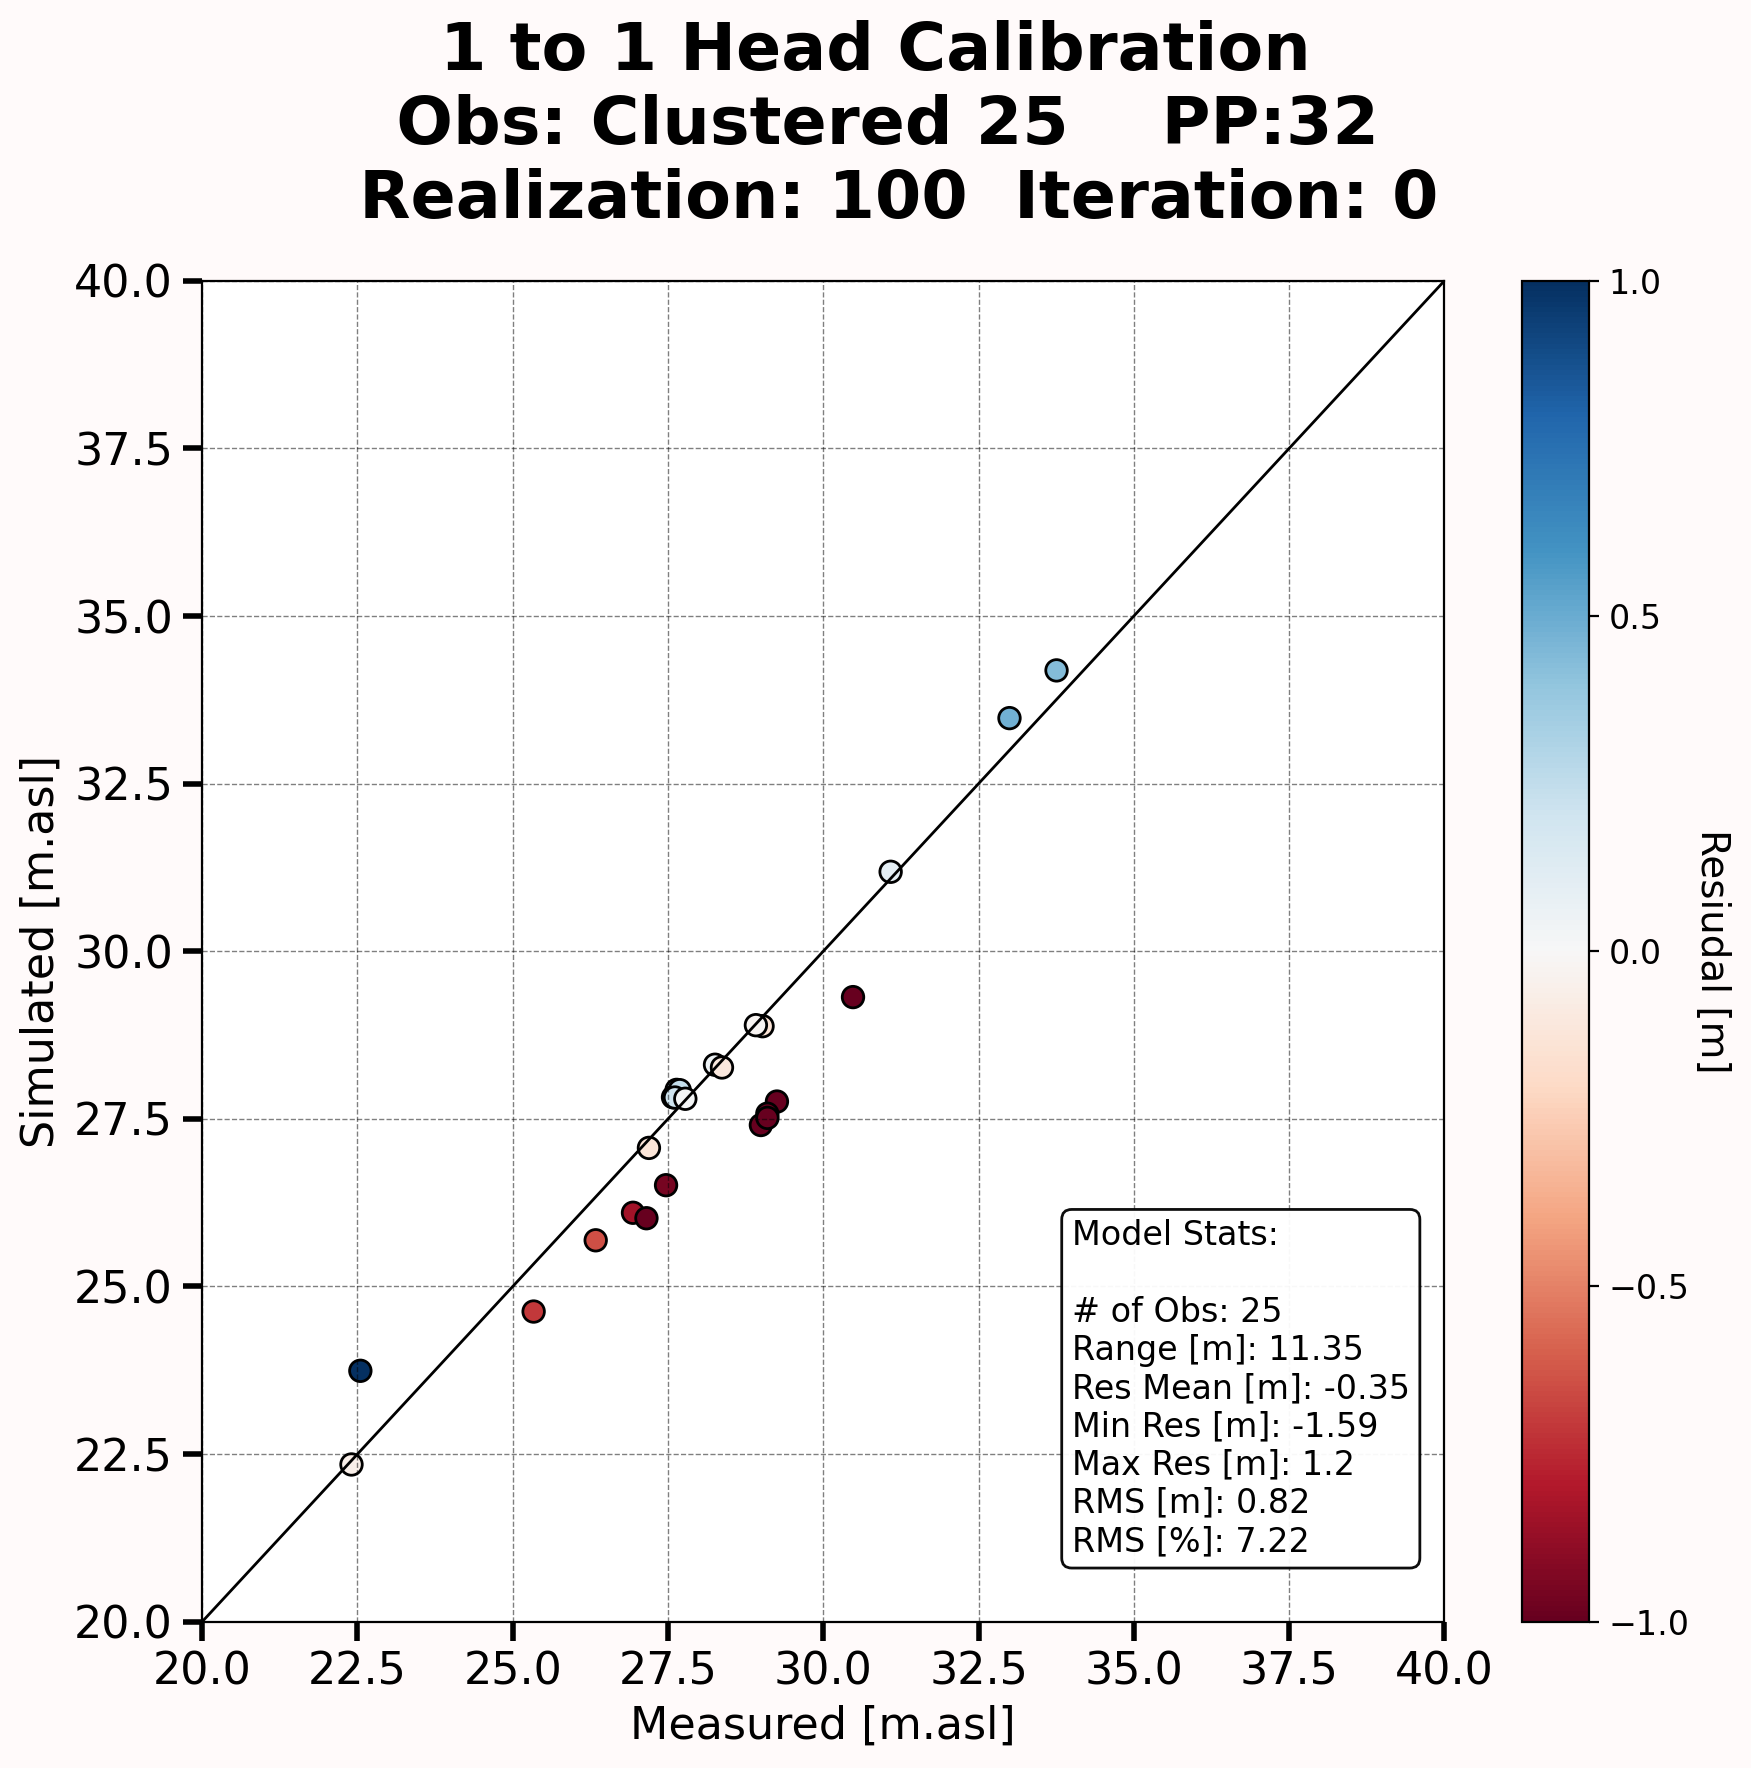 1 to 1 Head Calibration
Obs: Clustered 25    PP:32
Realization: 100  Iteration: 0
40.0
37.5
35.0
32.5
30.0
27.5
25.0
22.5
20.0
Simulated [m.asl]
20.0 22.5 25.0 27.5 30.0 32.5 35.0 37.5 40.0
Measured [m.asl]
Model Stats:
# of Obs: 25
Range [m]: 11.35
Res Mean [m]: -0.35
Min Res [m]: -1.59
Max Res [m]: 1.2
RMS [m]: 0.82
RMS [%]: 7.22
1.0
0.5
0.0
−0.5
−1.0
Resiudal [m]